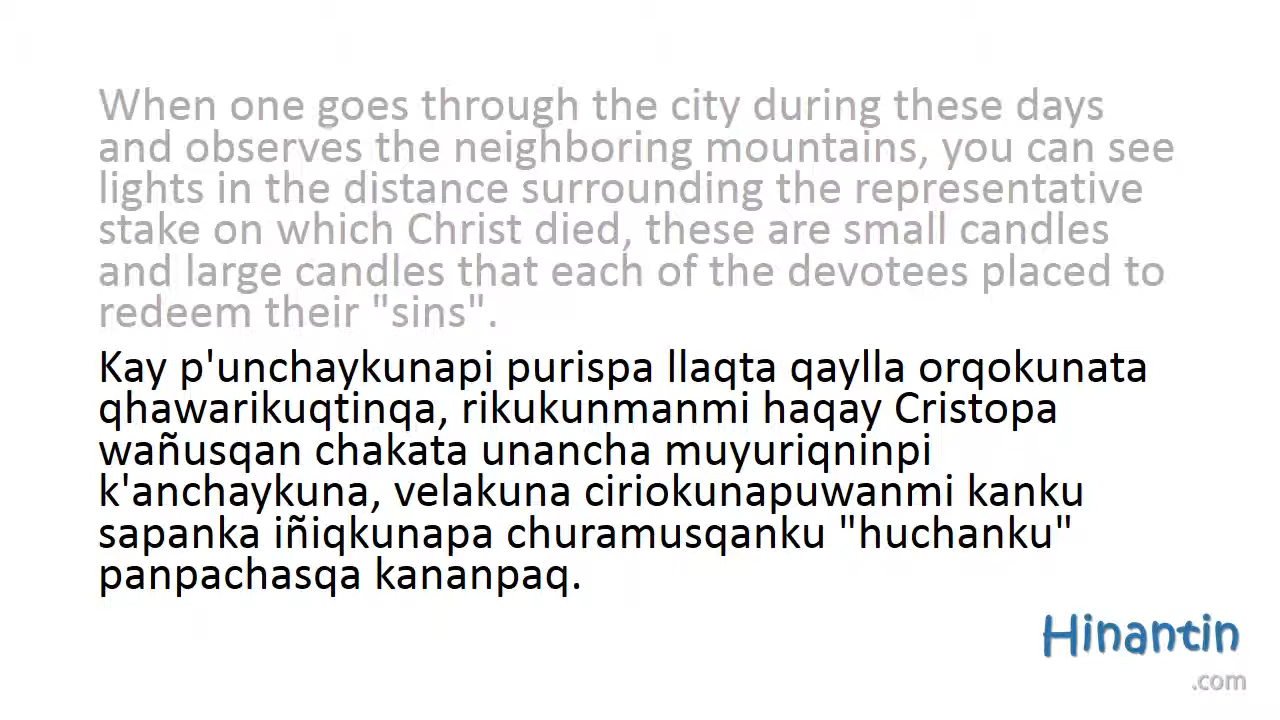 When one goes through the city during these days
and observes the neighboring mountains, you can see
lights in the distance surrounding the representative
stake on which Christ died, these are small candles
and large candles that each of the devotees placed to
redeem their "sins".
Kay p'unchaykunapi purispa llaqta qaylla orqokunata
qhawarikuqtinqa, rikukunmanmi haqay Cristopa
wañusqan chakata unancha muyuriqninpi
k'anchaykuna, velakuna ciriokunapuwanmi kanku
sapanka iñiqkunapa churamusqanku "huchanku"
panpachasqa kananpaq.
Hinantin
.com